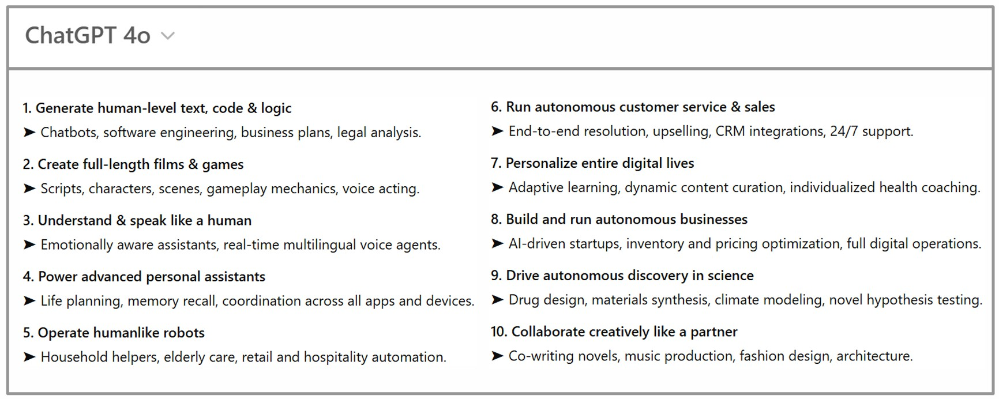 ChatGPT 4o
1. Generate human-level text, code & logic
➤ Chatbots, software engineering, business plans, legal analysis.
2. Create full-length films & games
➤ Scripts, characters, scenes, gameplay mechanics, voice acting.
3. Understand & speak like a human
➤ Emotionally aware assistants, real-time multilingual voice agents.
4. Power advanced personal assistants
➤ Life planning, memory recall, coordination across all apps and devices.
5. Operate humanlike robots
➤ Household helpers, elderly care, retail and hospitality automation.
6. Run autonomous customer service & sales
➤ End-to-end resolution, upselling, CRM integrations, 24/7 support.
7. Personalize entire digital lives
➤ Adaptive learning, dynamic content curation, individualized health coaching.
8. Build and run autonomous businesses
➤ AI-driven startups, inventory and pricing optimization, full digital operations.
9. Drive autonomous discovery in science
➤ Drug design, materials synthesis, climate modeling, novel hypothesis testing.
10. Collaborate creatively like a partner
➤ Co-writing novels, music production, fashion design, architecture.